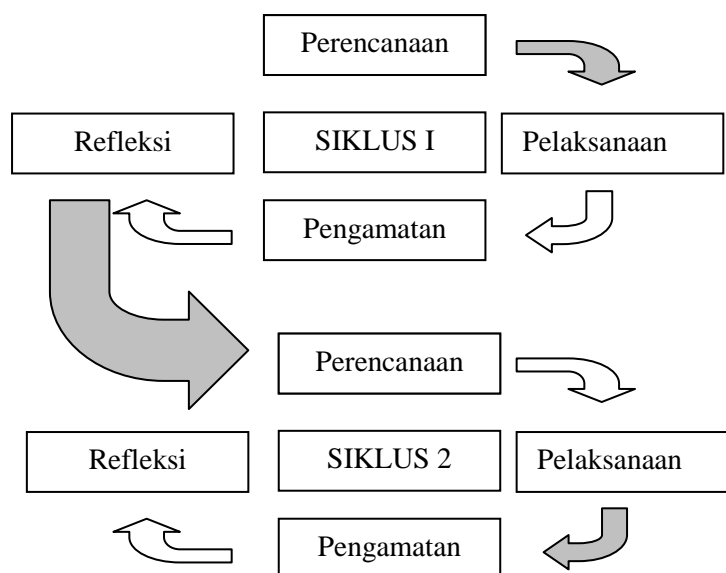 Perencanaan
Refleksi
SIKLUS I
Pelaksanaan
Pengamatan
Perencanaan
Refleksi
SIKLUS 2
Pelaksanaan
Pengamatan